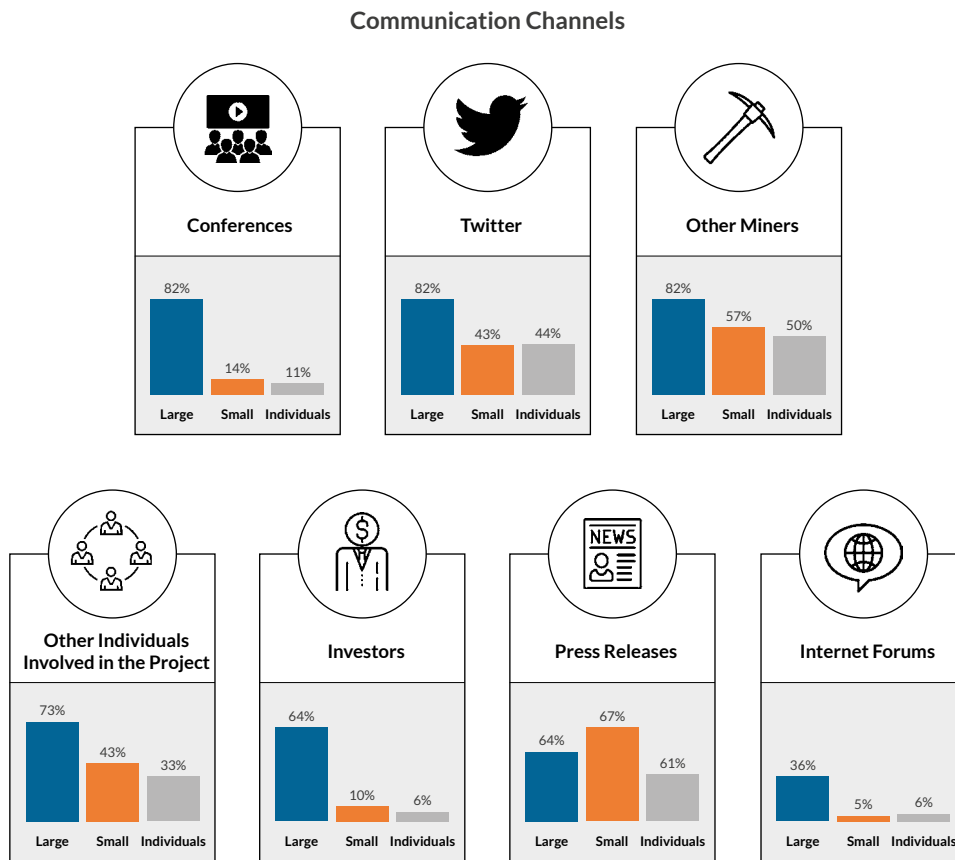 Communication Channels
Conferences
Twitter
Other Miners
82%
14%
11%
Large Small Individuals
82%
43%
44%
Large Small Individuals
82%
57%
50%
Large Small Individuals
$
NEWS
Other Individuals
Involved in the Project
Investors
Press Releases
Internet Forums
73%
43%
33%
Large Small Individuals
64%
10%
6%
Large Small Individuals
64%
67%
61%
Large Small Individuals
36%
5%
6%
Large Small Individuals